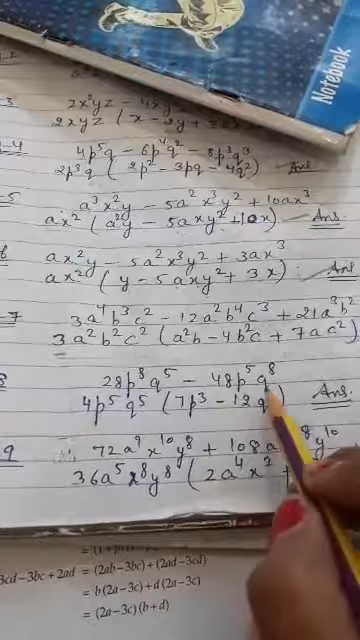 Notebook
2x²yz - 4xy
2xyz (x - 2y +
4p⁵q - 6p⁴q² - 8p³q³
2p³q (2p² - 3pq - 4q²) Ans
-5 a³x²y - 5a²x³y² + 10ax³
ax² (a²y - 5axy² + 10x) Ans.
ax²y - 5a²x³y² + 3ax³
ax² (y - 5axy² + 3x) Ans
-7 3a⁴b³c² - 12a²b⁴c³ + 21a³b²
3a²b²c² (a²b - 4b²c + 7ac²)
28p⁸q⁵ - 48p⁵q⁸
4p⁵q⁵ (7p³ - 12q ) Ans.
9 72a⁹x¹⁰y⁸ + 108a ⁸y¹⁰
36a⁵x⁸y⁸ (2a⁴x² +
3cd-3bc+2ad = (2ab-3bc)+(2ad-3cd)
= b(2a-3c)+d(2a-3c)
= (2a-3c)(b+d)